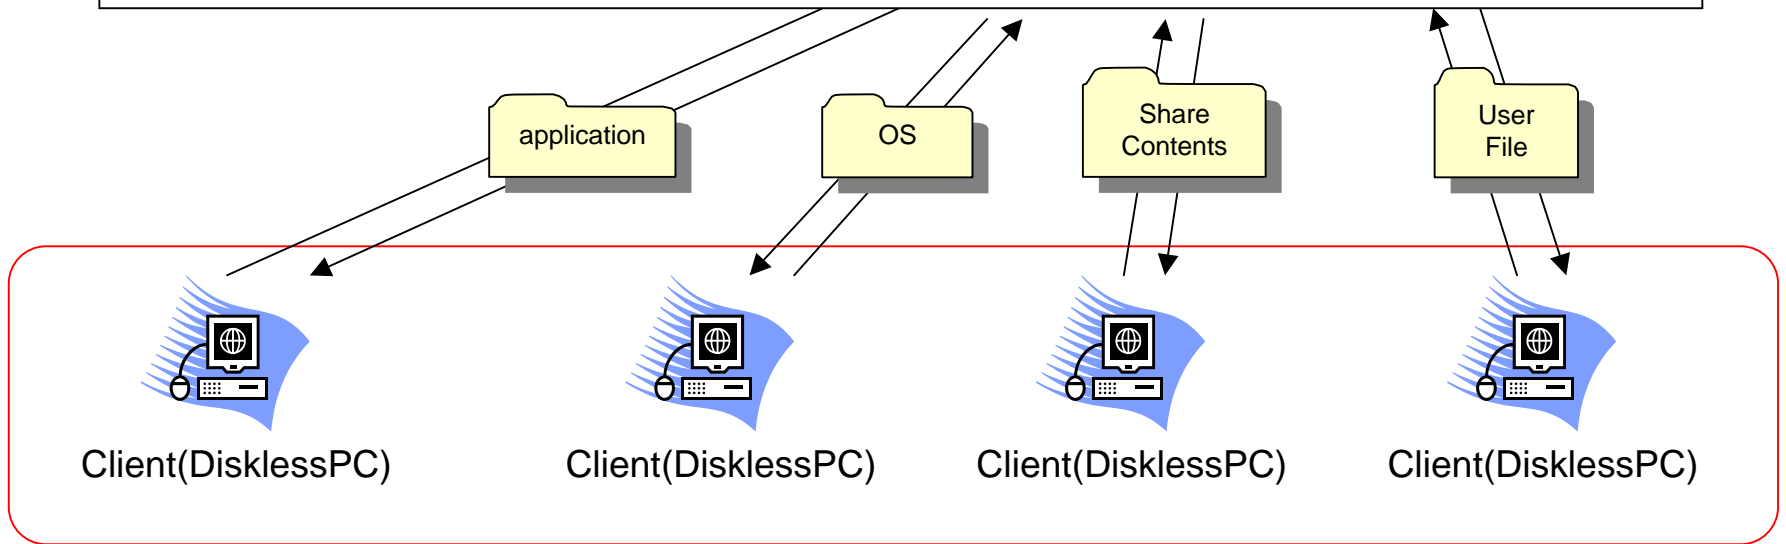 application
OS
Share
Contents
User
File
Client(DisklessPC)
Client(DisklessPC)
Client(DisklessPC)
Client(DisklessPC)